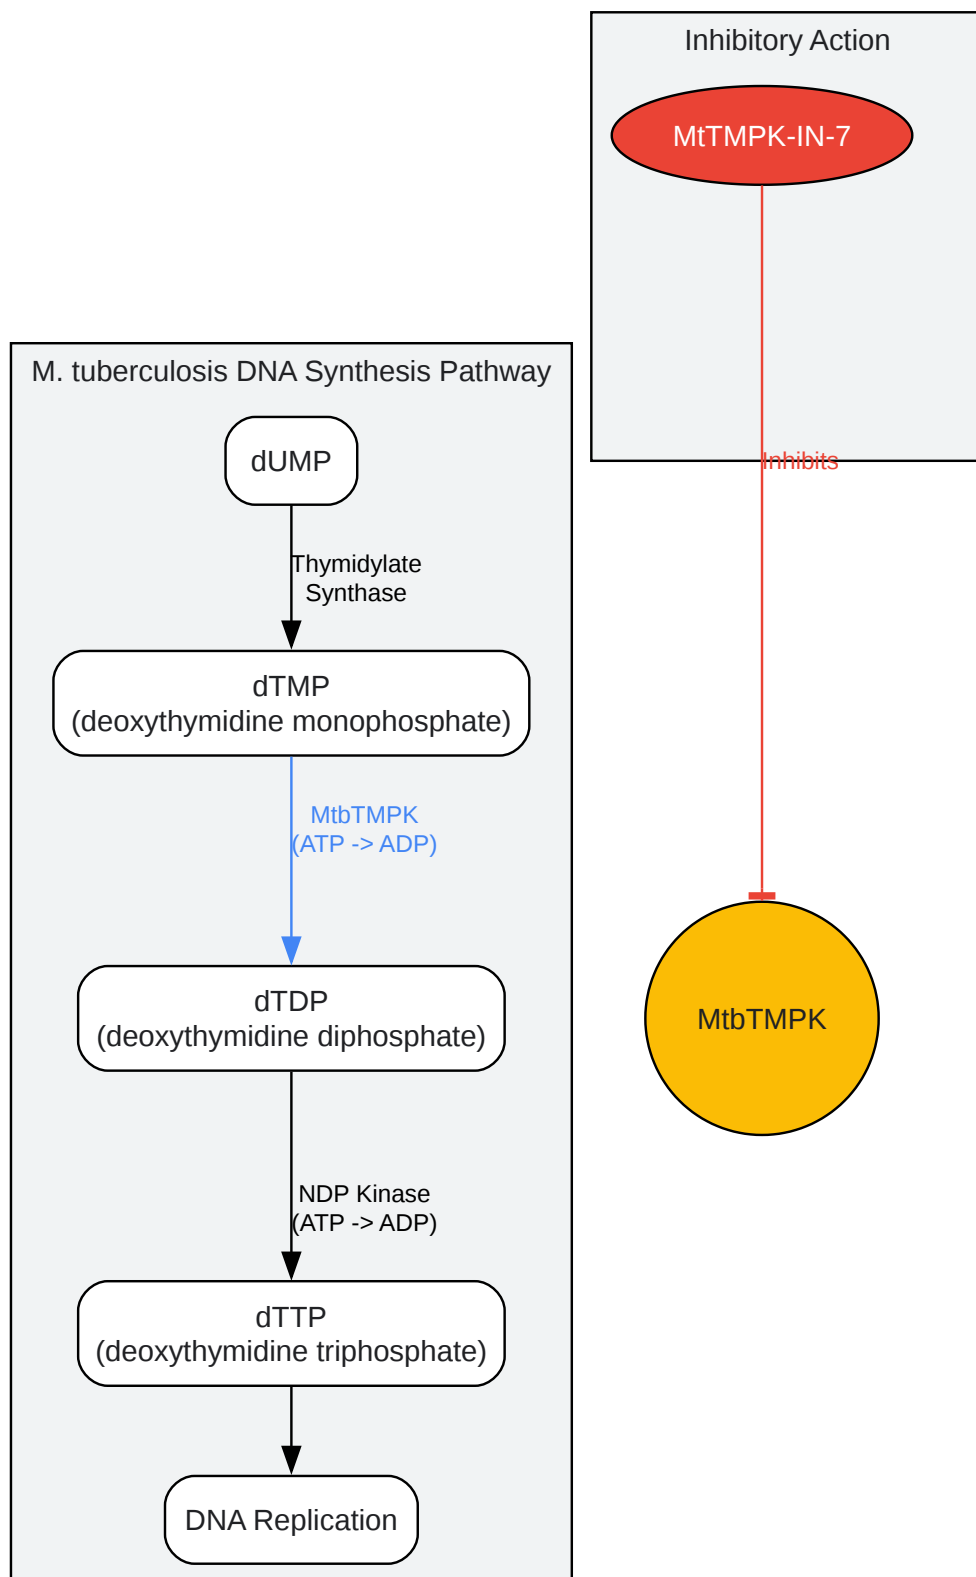 Inhibitory Action
MtTMPK-IN-7
Inhibits
MtbTMPK
M. tuberculosis DNA Synthesis Pathway
dUMP
Thymidylate
Synthase
dTMP
(deoxythymidine monophosphate)
MtbTMPK
(ATP -> ADP)
dTDP
(deoxythymidine diphosphate)
NDP Kinase
(ATP -> ADP)
dTTP
(deoxythymidine triphosphate)
DNA Replication